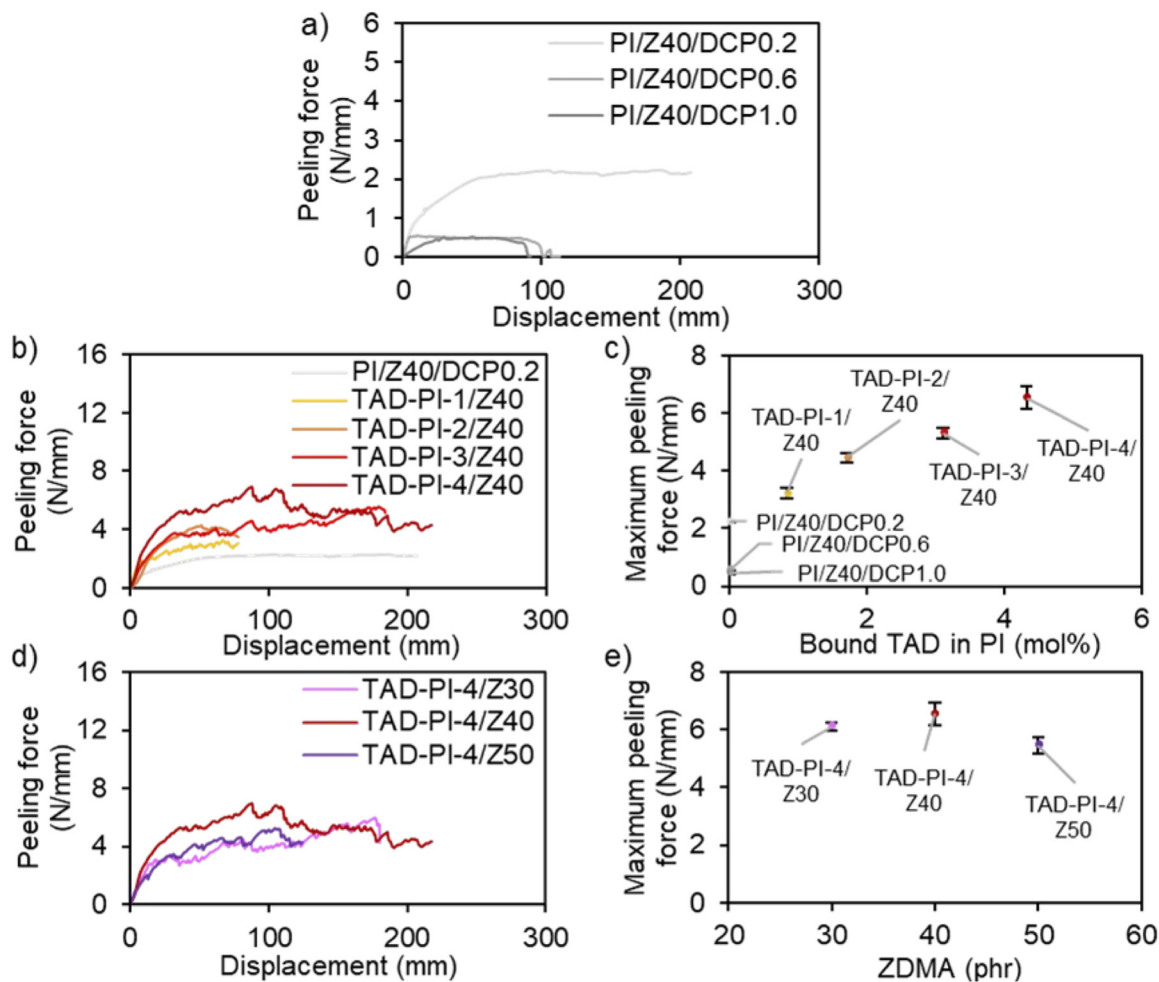 a)
6
5
4
3
2
1
0
Peeling force
(N/mm)
PI/Z40/DCP0.2
PI/Z40/DCP0.6
PI/Z40/DCP1.0
0
100
200
300
Displacement (mm)
b)
16
12
8
4
0
Peeling force
(N/mm)
PI/Z40/DCP0.2
TAD-PI-1/Z40
TAD-PI-2/Z40
TAD-PI-3/Z40
TAD-PI-4/Z40
0
100
200
300
Displacement (mm)
c)
8
6
4
2
0
Maximum peeling
force (N/mm)
TAD-PI-1/
Z40
TAD-PI-2/
Z40
TAD-PI-3/
Z40
TAD-PI-4/
Z40
PI/Z40/DCP0.2
PI/Z40/DCP0.6
PI/Z40/DCP1.0
0
2
4
6
Bound TAD in PI (mol%)
d)
16
12
8
4
0
Peeling force
(N/mm)
TAD-PI-4/Z30
TAD-PI-4/Z40
TAD-PI-4/Z50
0
100
200
300
Displacement (mm)
e)
8
6
4
2
0
Maximum peeling
force (N/mm)
TAD-PI-4/
Z30
TAD-PI-4/
Z40
TAD-PI-4/
Z50
20
30
40
50
60
ZDMA (phr)